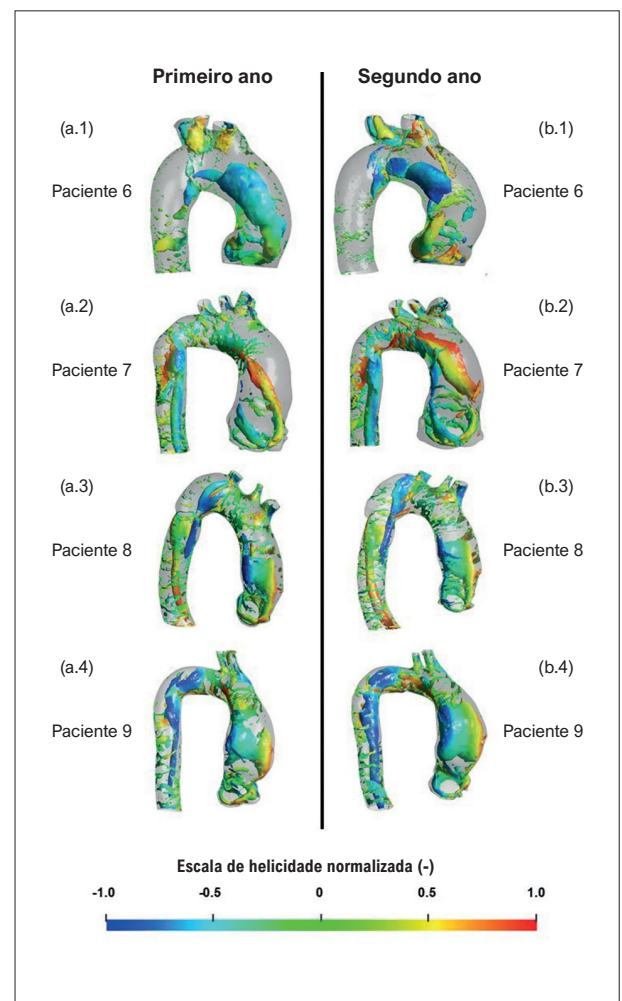 Primeiro ano
Segundo ano
(a.1)
(b.1)
Paciente 6
Paciente 6
(a.2)
(b.2)
Paciente 7
Paciente 7
(a.3)
(b.3)
Paciente 8
Paciente 8
(a.4)
(b.4)
Paciente 9
Paciente 9
Escala de helicidade normalizada (-)
-1.0 -0.5 0 0.5 1.0